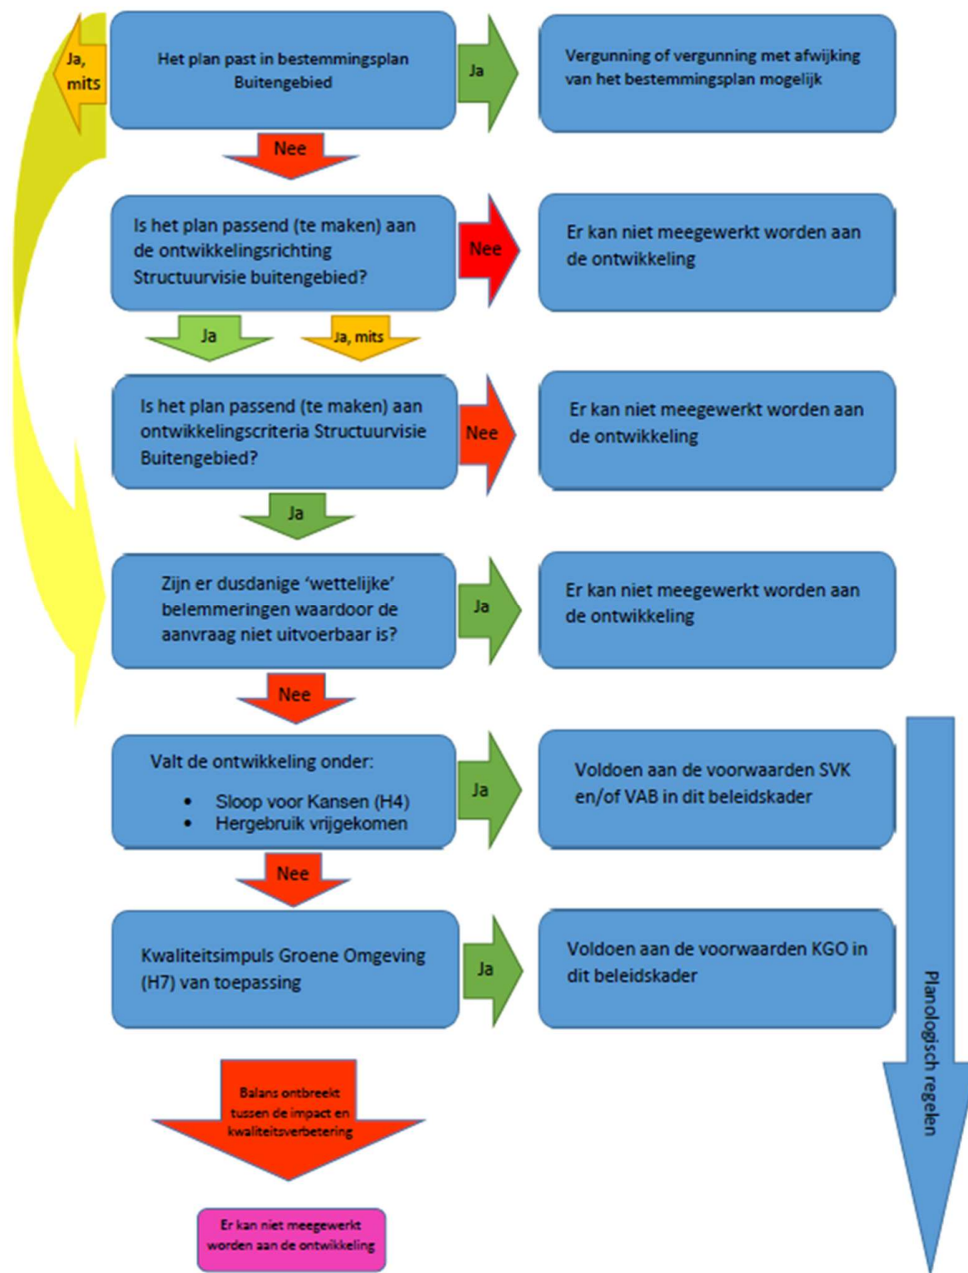 Ja,
mits
Het plan past in bestemmingsplan
Buitengebied
Ja
Vergunning of vergunning met afwijking
van het bestemmingsplan mogelijk
Nee
Is het plan passend (te maken) aan
de ontwikkelingsrichting
Structuurvisie buitengebied?
Nee
Er kan niet meegewerkt worden aan
de ontwikkeling
Ja
Ja, mits
Is het plan passend (te maken) aan
ontwikkelingscriteria Structuurvisie
Buitengebied?
Nee
Er kan niet meegewerkt worden aan
de ontwikkeling
Ja
Zijn er dusdanige ‘wettelijke’
belemmeringen waardoor de
aanvraag niet uitvoerbaar is?
Ja
Er kan niet meegewerkt worden aan
de ontwikkeling
Nee
Valt de ontwikkeling onder:
• Sloop voor Kansen (H4)
• Hergebruik vrijgekomen
Ja
Voldoen aan de voorwaarden SVK
en/of VAB in dit beleidskader
Nee
Kwaliteitsimpuls Groene Omgeving
(H7) van toepassing
Ja
Voldoen aan de voorwaarden KGO in
dit beleidskader
Planologisch regelen
Balans ontbreekt
tussen de impact en
kwaliteitsverbetering
Er kan niet meegewerkt
worden aan de ontwikkeling